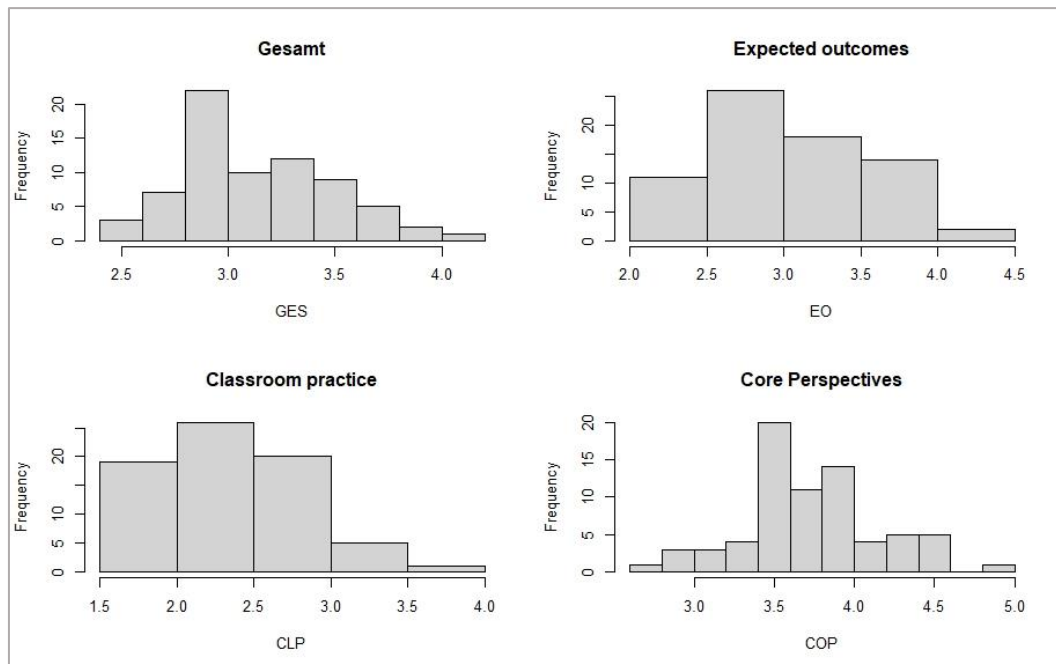 Gesamt
Frequency
0 5 10 15 20
2.5 3.0 3.5 4.0
GES
Expected outcomes
Frequency
0 5 10 20
2.0 2.5 3.0 3.5 4.0 4.5
EO
Classroom practice
Frequency
0 5 10 20
1.5 2.0 2.5 3.0 3.5 4.0
CLP
Core Perspectives
Frequency
0 5 10 15 20
3.0 3.5 4.0 4.5 5.0
COP